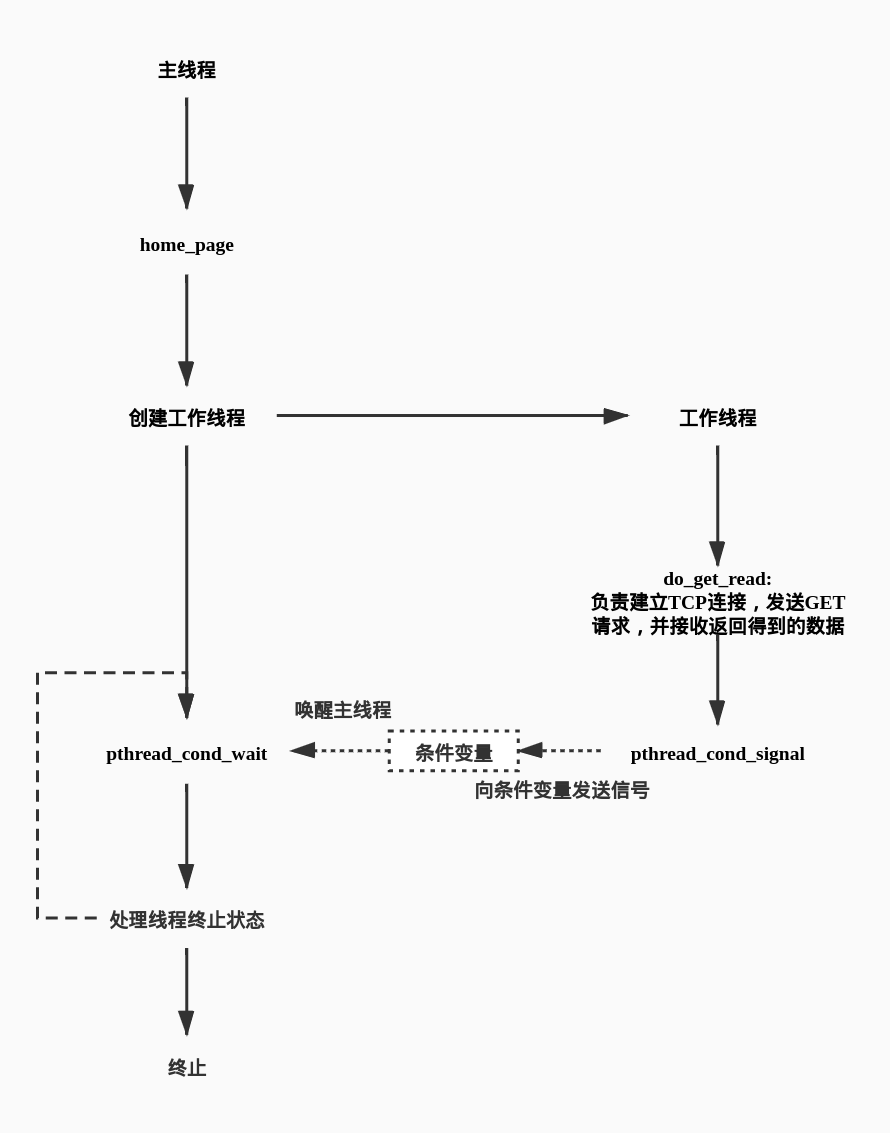 主线程
home_page
创建工作线程
工作线程
do_get_read:
负责建立TCP连接，发送GET
请求，并接收返回得到的数据
唤醒主线程
pthread_cond_wait
条件变量
pthread_cond_signal
向条件变量发送信号
处理线程终止状态
终止